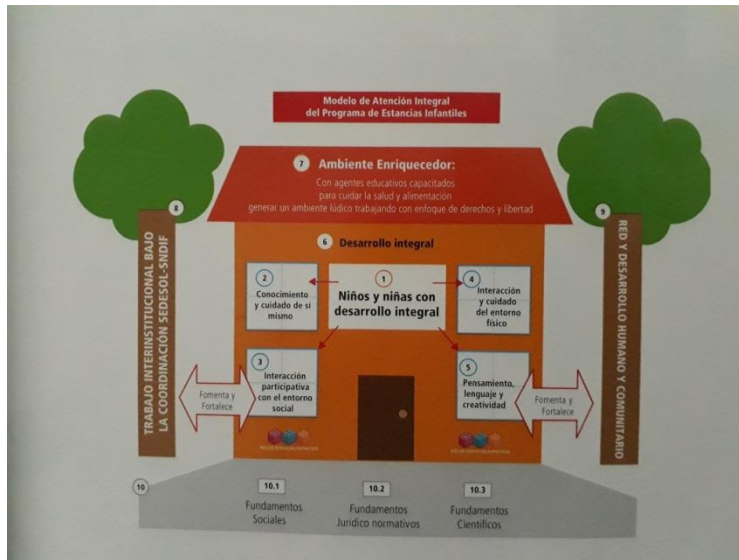 Modelo de Atención Integral
del Programa de Estancias Infantiles
7 Ambiente Enriquecedor:
Con agentes educativos capacitados
para cuidar la salud y alimentación
generar un ambiente lúdico trabajando con enfoque de derechos y libertad
8
9
6 Desarrollo integral
2
Conocimiento
y cuidado de sí
mismo
1
Niños y niñas con
desarrollo integral
4
Interacción
y cuidado
del entorno
físico
3
Interacción
participativa
con el entorno
social
5
Pensamiento,
lenguaje y
creatividad
Fomenta y
Fortalece
Fomenta y
Fortalece
TRABAJO INTERINSTITUCIONAL BAJO
LA COORDINACIÓN SEDESOL-SNDIF
RED Y DESARROLLO HUMANO Y COMUNITARIO
10
10.1
Fundamentos
Sociales
10.2
Fundamentos
Jurídico normativos
10.3
Fundamentos
Científicos